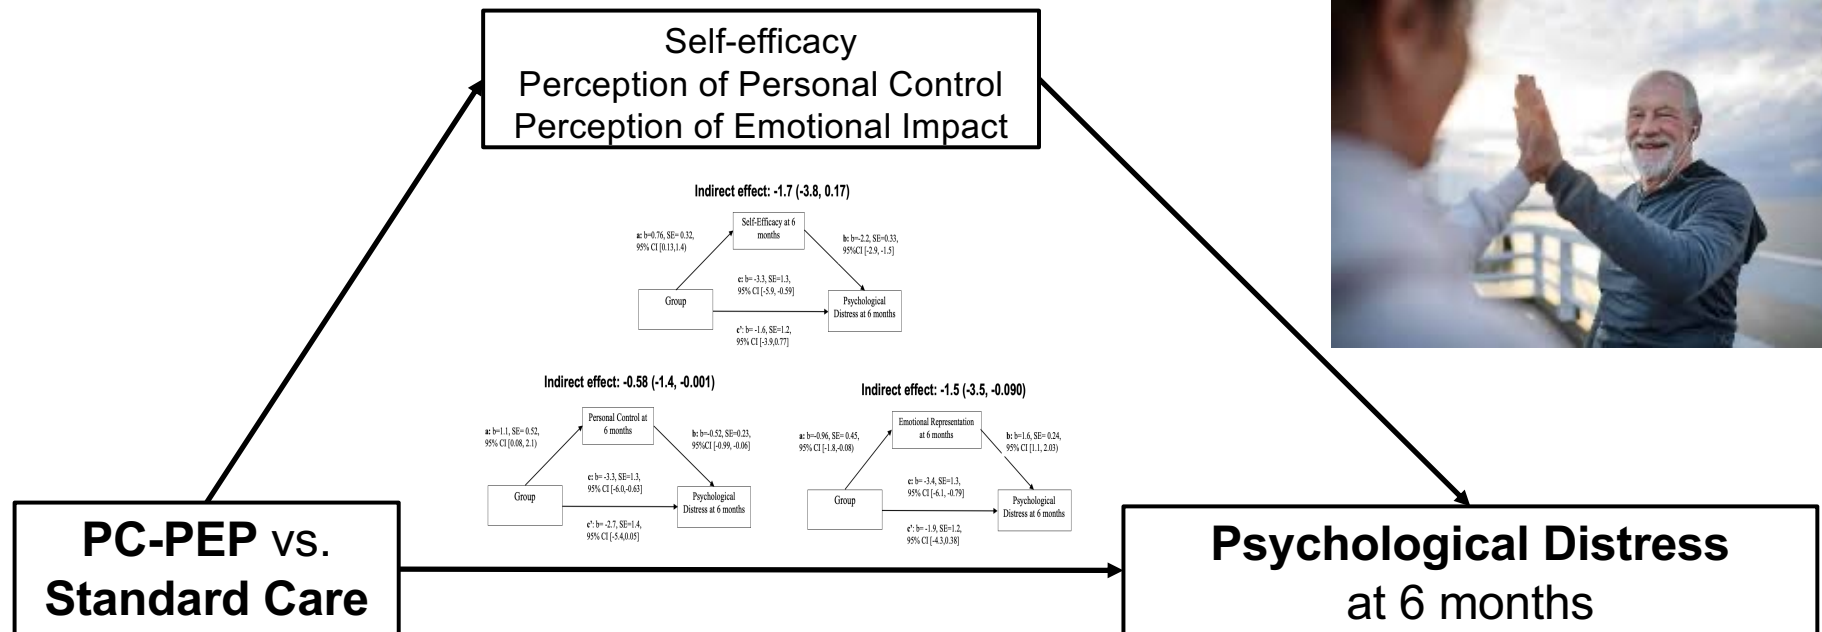 Self-efficacy
Perception of Personal Control
Perception of Emotional Impact
Indirect effect: -1.7 (-3.8, 0.17)
Self-Efficacy at 6
months
a: b=0.76, SE= 0.32,
95% CI [0.13,1.4)
b: b=-2.2, SE=0.33,
95%CI [-2.9, -1.5]
c: b= -3.3, SE=1.3,
95% CI [-5.9, -0.59]
Group
Psychological
Distress at 6 months
c': b= -1.6, SE=1.2,
95% CI [-3.9,0.77]
Indirect effect: -0.58 (-1.4, -0.001)
Personal Control at
6 months
a: b=1.1, SE= 0.52,
95% CI [0.08, 2.1)
b: b=-0.52, SE=0.23,
95%CI [-0.99, -0.06]
c: b= -3.3, SE=1.3,
95% CI [-6.0,-0.63]
Group
Psychological
Distress at 6 months
c': b= -2.7, SE=1.4,
95% CI [-5.4,0.05]
Indirect effect: -1.5 (-3.5, -0.090)
Emotional Representation
at 6 months
a: b=-0.96, SE= 0.45,
95% CI [-1.8,-0.08)
b: b=1.6, SE= 0.24,
95% CI [1.1, 2.03)
c: b= -3.4, SE=1.3,
95% CI [-6.1, -0.79]
Group
Psychological
Distress at 6 months
c': b= -1.9, SE=1.2,
95% CI [-4.3,0.38]
PC-PEP vs.
Standard Care
Psychological Distress
at 6 months